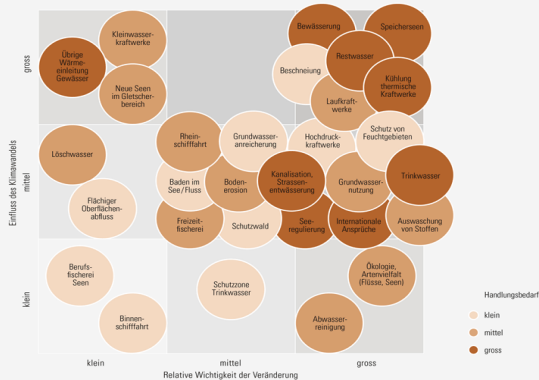 Einfluss des Klimawandels
gross
mittel
klein
Kleinwasser-
kraftwerke
Übrige
Wärme-
einleitung
Gewässer
Neue Seen
im Gletscher-
bereich
Bewässerung
Speicherseen
Restwasser
Beschneiung
Kühlung
thermische
Kraftwerke
Laufkraft-
werke
Löschwasser
Rhein-
schifffahrt
Grundwasser-
anreicherung
Hochdruck-
kraftwerke
Schutz von
Feuchtgebieten
Baden im
See/Fluss
Boden-
erosion
Kanalisation,
Strassen-
entwässerung
Grundwasser-
nutzung
Trinkwasser
Flächiger
Oberflächen-
abfluss
Freizeit-
fischerei
Schutzwald
See-
regulierung
Internationale
Ansprüche
Auswaschung
von Stoffen
Berufs-
fischerei
Seen
Binnen-
schifffahrt
Schutzzone
Trinkwasser
Ökologie,
Artenvielfalt
(Flüsse, Seen)
Abwasser-
reinigung
Handlungsbedarf
klein
mittel
gross
klein
mittel
gross
Relative Wichtigkeit der Veränderung